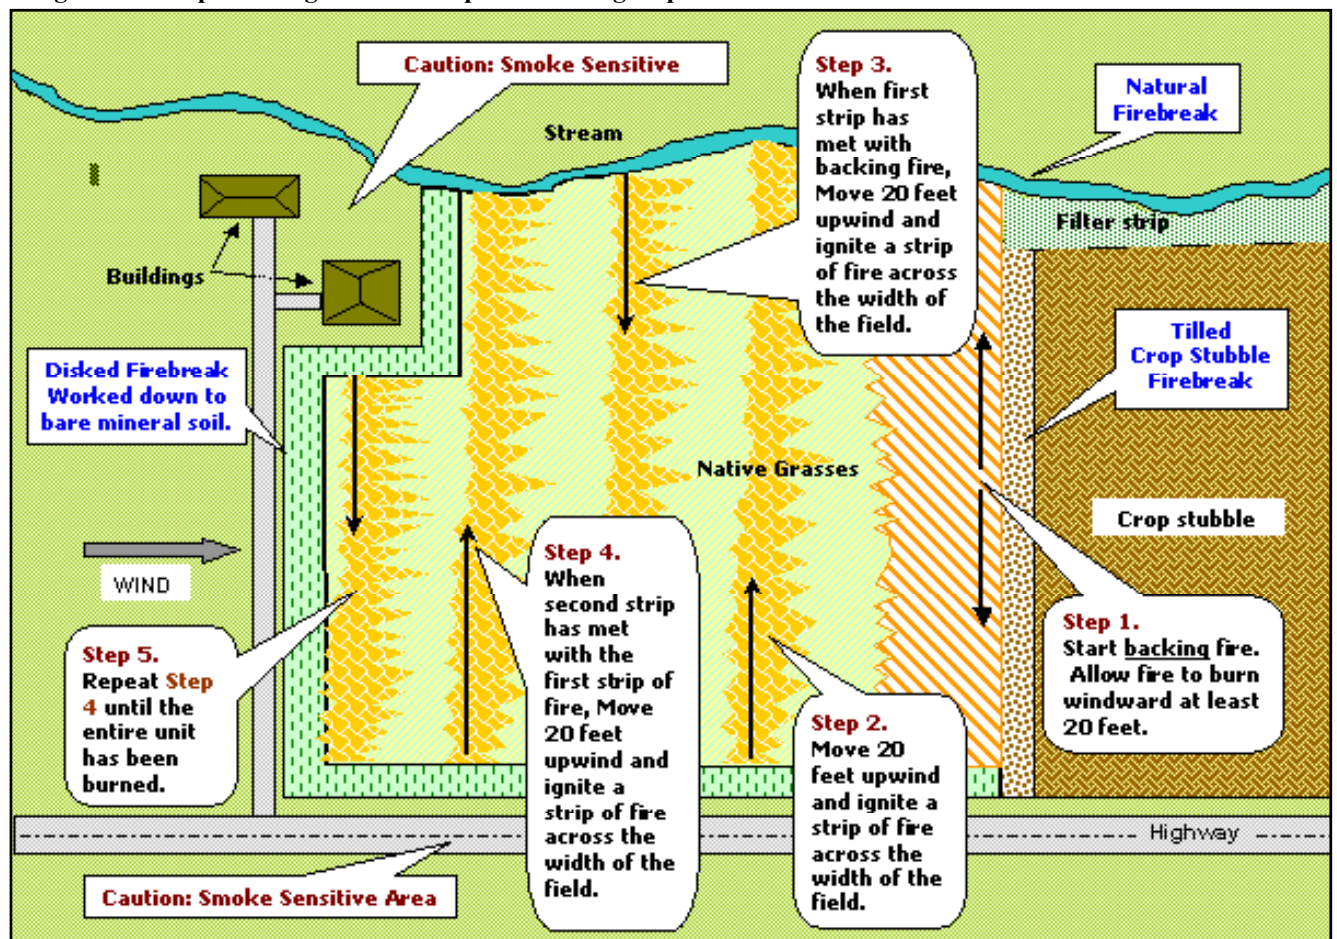 Caution: Smoke Sensitive
Step 3.
When first
strip has
met with
backing fire,
Move 20 feet
upwind and
ignite a strip
of fire across
the width of
the field.
Natural
Firebreak
Stream
Filter strip
Buildings
Tilled
Crop Stubble
Firebreak
Disked Firebreak
Worked down to
bare mineral soil.
Native Grasses
Crop stubble
WIND
Step 4.
When
second strip
has met
with the
first strip of
fire, Move
20 feet
upwind and
ignite a
strip of fire
across the
width of the
field.
Step 1.
Start backing fire.
Allow fire to burn
windward at least
20 feet.
Step 5.
Repeat Step
4 until the
entire unit
has been
burned.
Step 2.
Move 20
feet upwind
and ignite a
strip of fire
across the
width of the
field.
Highway
Caution: Smoke Sensitive Area